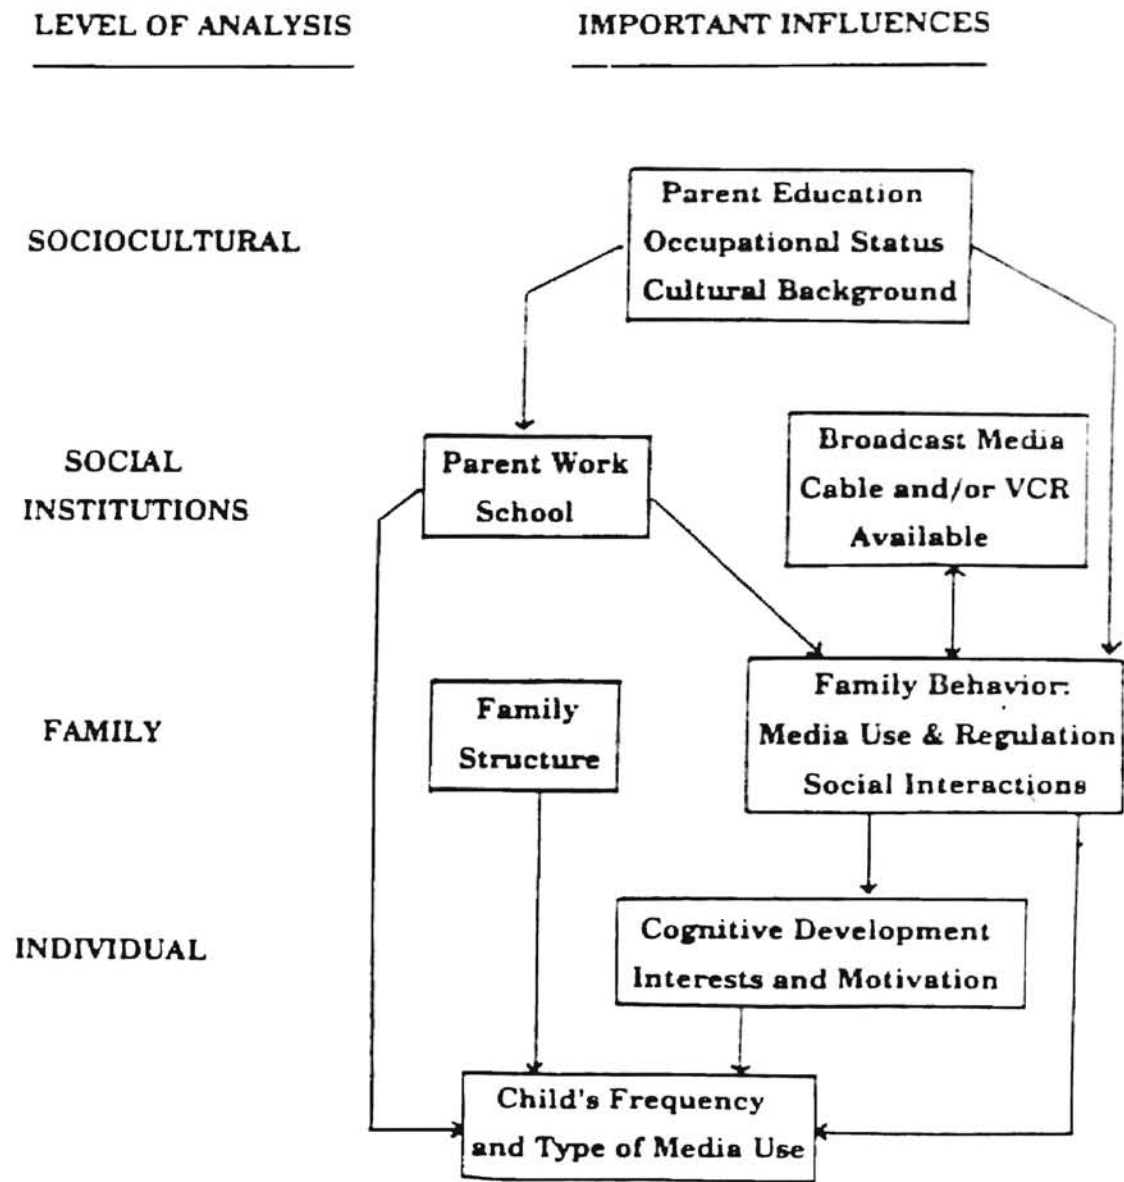 LEVEL OF ANALYSIS
IMPORTANT INFLUENCES
SOCIOCULTURAL
Parent Education
Occupational Status
Cultural Background
SOCIAL
INSTITUTIONS
Parent Work
School
Broadcast Media
Cable and/or VCR
Available
FAMILY
Family
Structure
Family Behavior:
Media Use & Regulation
Social Interactions
INDIVIDUAL
Cognitive Development
Interests and Motivation
Child's Frequency
and Type of Media Use